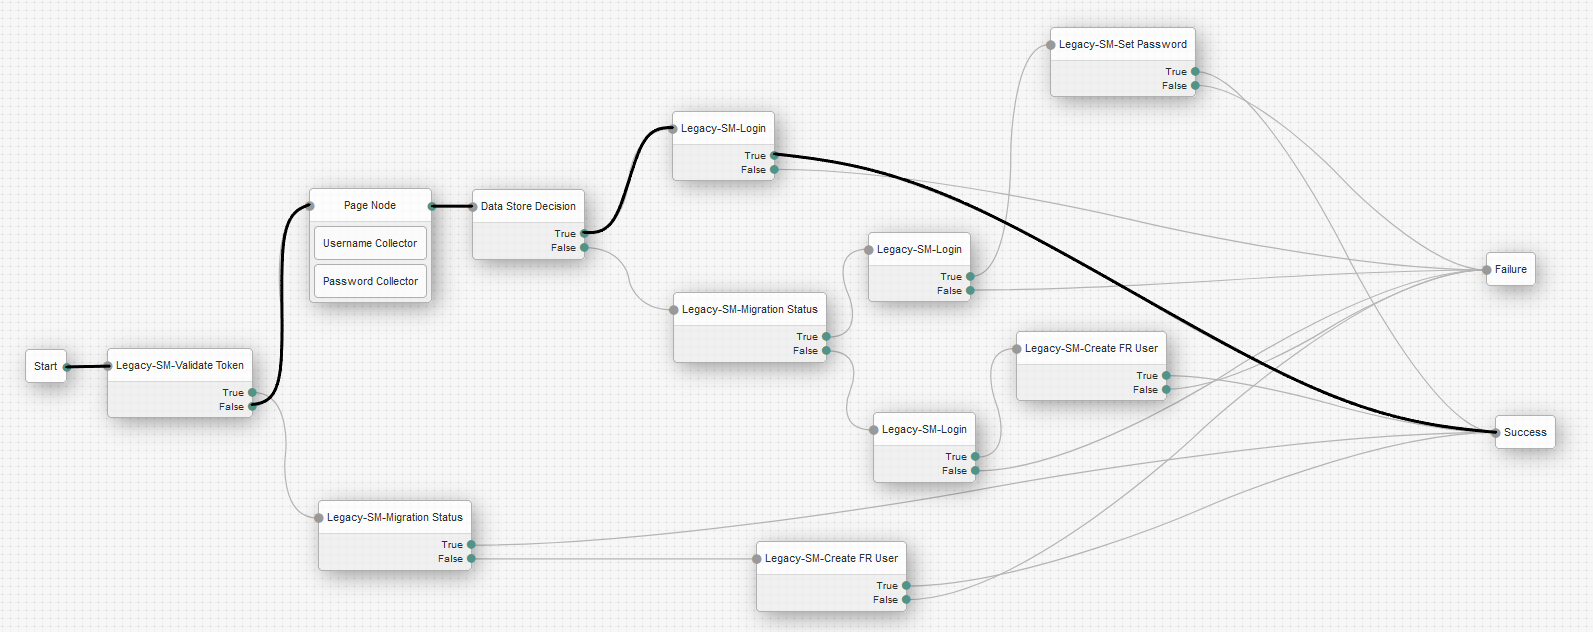 Legacy-SM-Set Password
True
False
Legacy-SM-Login
True
False
Page Node
Username Collector
Password Collector
Data Store Decision
True
False
Legacy-SM-Login
True
False
Failure
Legacy-SM-Migration Status
True
False
Legacy-SM-Create FR User
True
False
Start
Legacy-SM-Validate Token
True
False
Legacy-SM-Login
True
False
Success
Legacy-SM-Migration Status
True
False
Legacy-SM-Create FR User
True
False